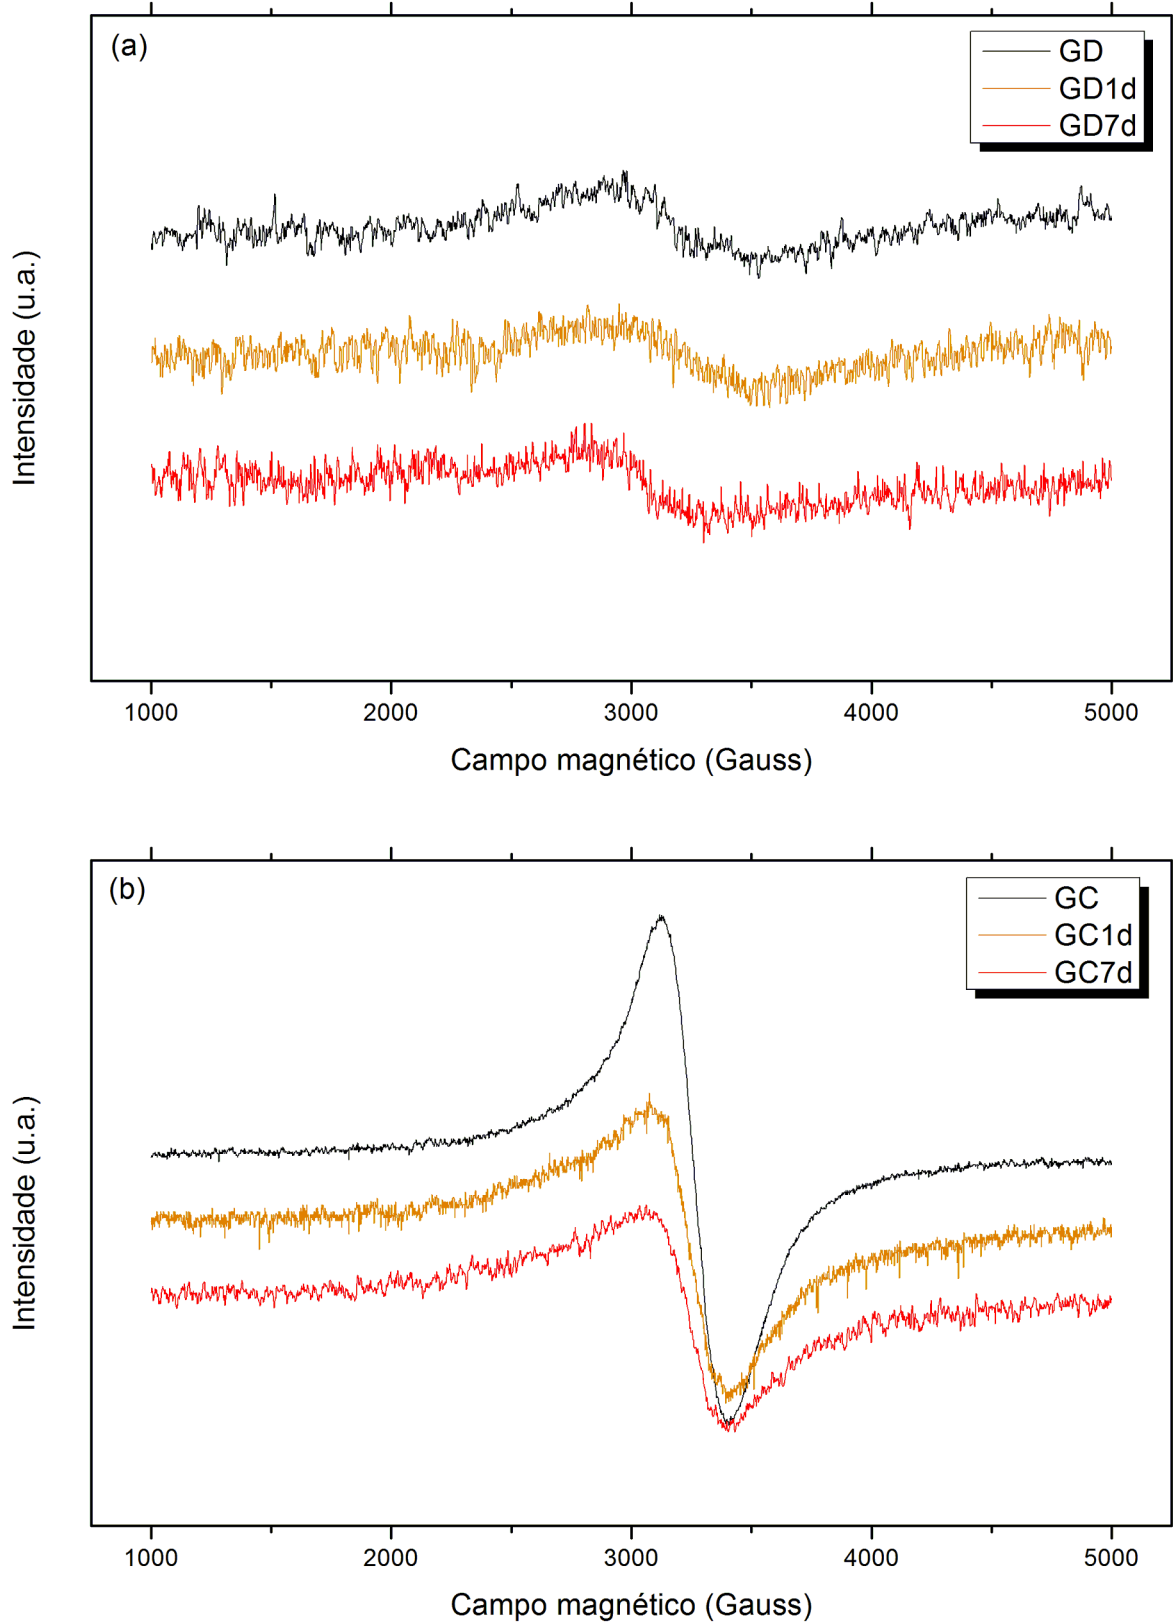 (a)
GD
GD1d
GD7d
Intensidade (u.a.)
1000 2000 3000 4000 5000
Campo magnético (Gauss)
(b)
GC
GC1d
GC7d
Intensidade (u.a.)
1000 2000 3000 4000 5000
Campo magnético (Gauss)